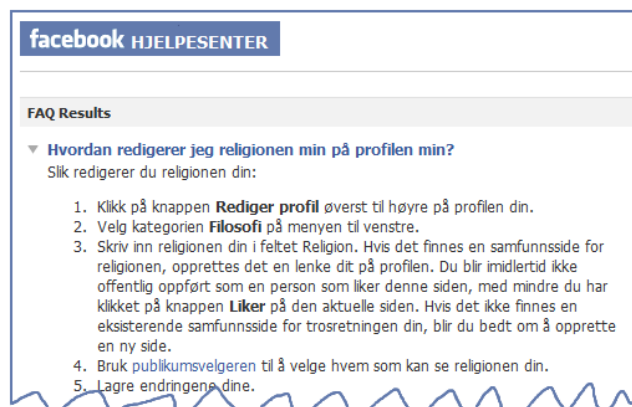 facebook HJELPESENTER
FAQ Results
Hvordan redigerer jeg religionen min på profilen min?
Slik redigerer du religionen din:
1. Klikk på knappen Rediger profil øverst til høyre på profilen din.
2. Velg kategorien Filosofi på menyen til venstre.
3. Skriv inn religionen din i feltet Religion. Hvis det finnes en samfunnsside for
religionen, opprettes det en lenke dit på profilen. Du blir imidlertid ikke
offentlig oppført som en person som liker denne siden, med mindre du har
klikket på knappen Liker på den aktuelle siden. Hvis det ikke finnes en
eksisterende samfunnsside for trosretningen din, blir du bedt om å opprette
en ny side.
4. Bruk publikumsvelgeren til å velge hvem som kan se religionen din.
5. Lagre endringene dine.